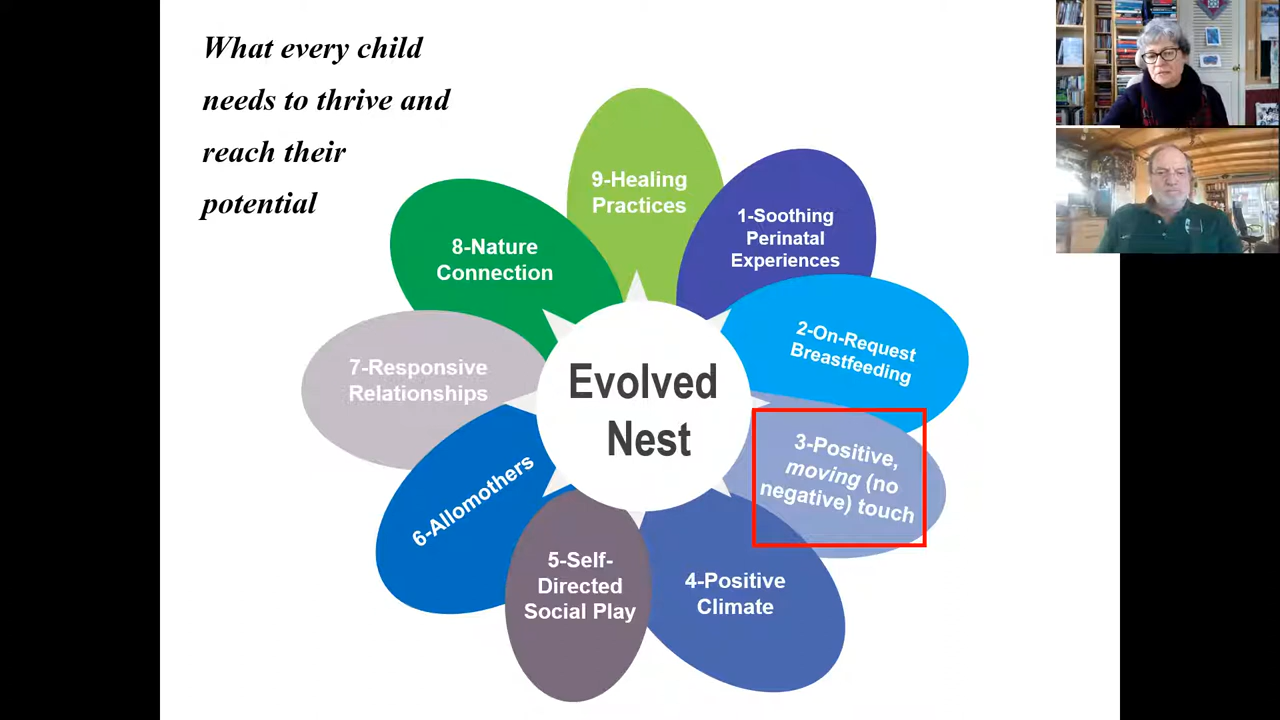 What every child
needs to thrive and
reach their
potential
9-Healing
Practices
1-Soothing
Perinatal
Experiences
8-Nature
Connection
2-On-Request
Breastfeeding
7-Responsive
Relationships
Evolved
Nest
3-Positive,
moving (no
negative) touch
6-Allomothers
5-Self-
Directed
Social Play
4-Positive
Climate